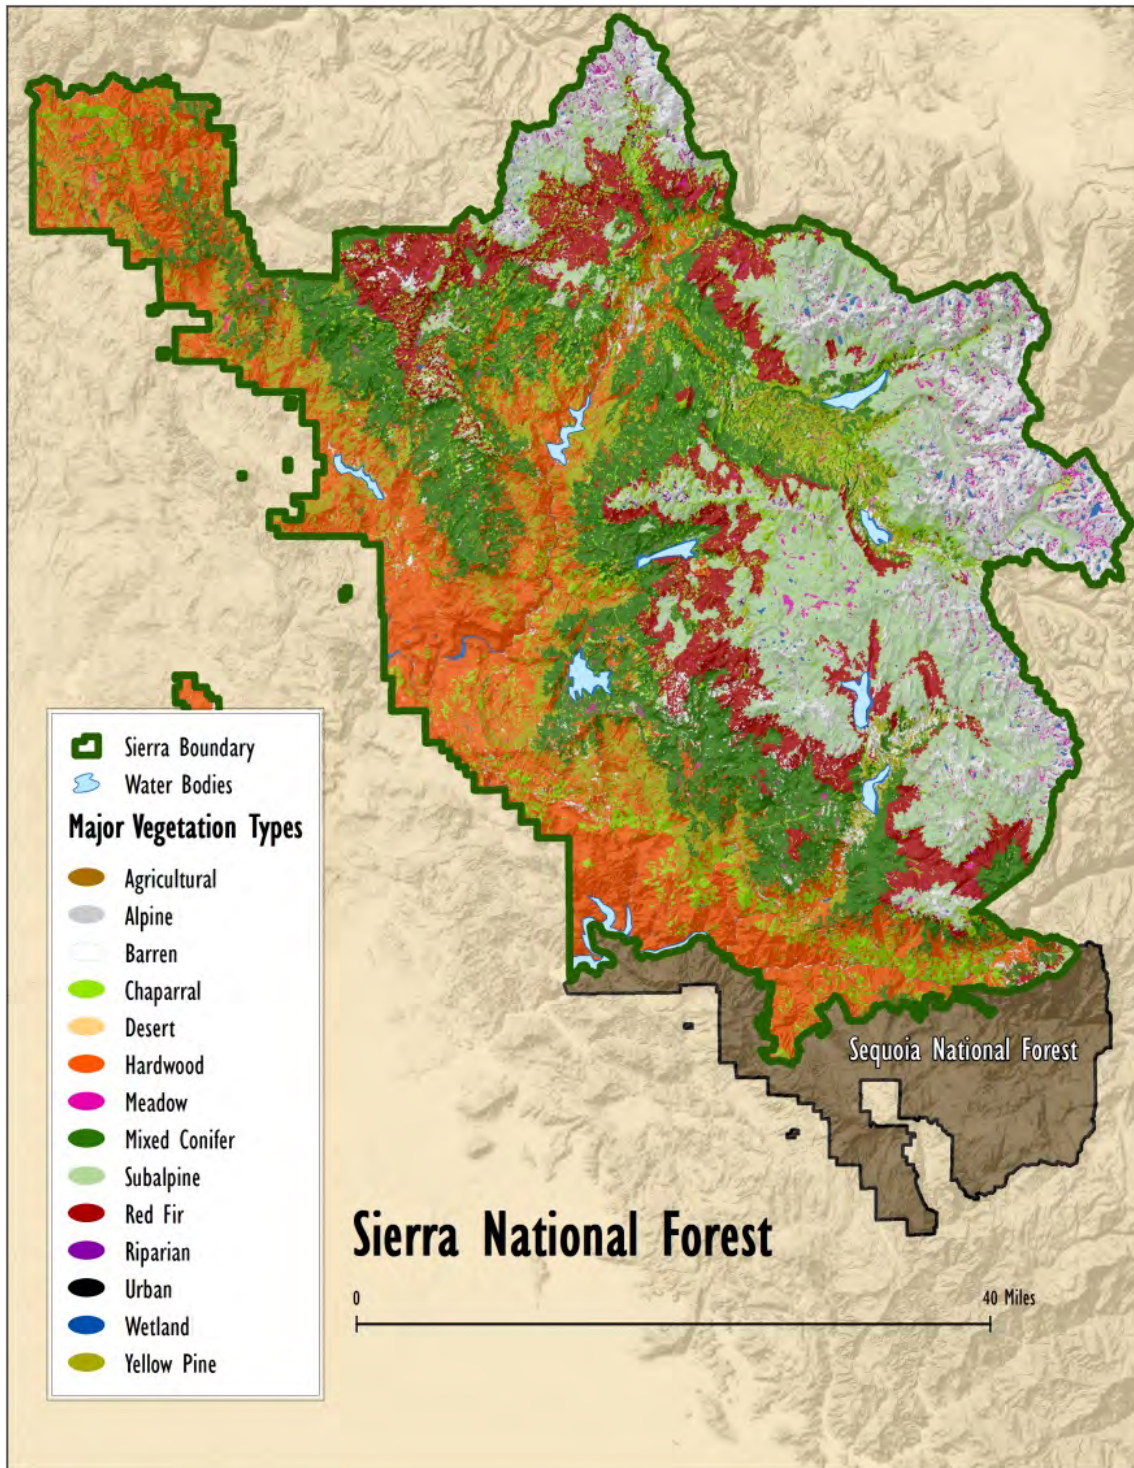 Sierra Boundary
Water Bodies
Major Vegetation Types
Agricultural
Alpine
Barren
Chaparral
Desert
Hardwood
Meadow
Mixed Conifer
Subalpine
Red Fir
Riparian
Urban
Wetland
Yellow Pine
Sequoia National Forest
Sierra National Forest
0 40 Miles